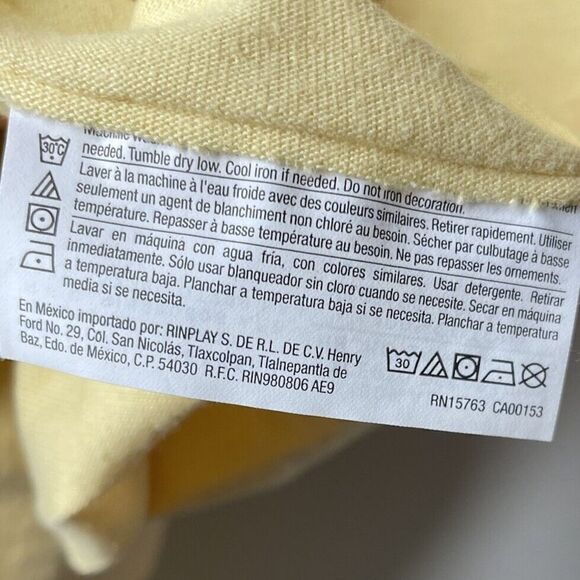 30°C
Machine
needed. Tumble dry low. Cool iron if needed. Do not iron decoration.
Laver à la machine à l'eau froide avec des couleurs similaires. Retirer rapidement. Utiliser
seulement un agent de blanchiment non chloré au besoin. Sécher par culbutage à basse
température. Repasser à basse température au besoin. Ne pas repasser les ornements.
Lavar en máquina con agua fría, con colores similares. Usar detergente. Retirar
inmediatamente. Sólo usar blanqueador sin cloro cuando se necesite. Secar en máquina
a temperatura baja. Planchar a temperatura baja si se necesita. Planchar a temperatura
media si se necesita.
En México importado por: RINPLAY S. DE R.L. DE C.V. Henry
Ford No. 29, Col. San Nicolás, Tlaxcolpan, Tlalnepantla de
Baz, Edo. de México, C.P. 54030 R.F.C. RIN980806 AE9
30
RN15763 CA00153